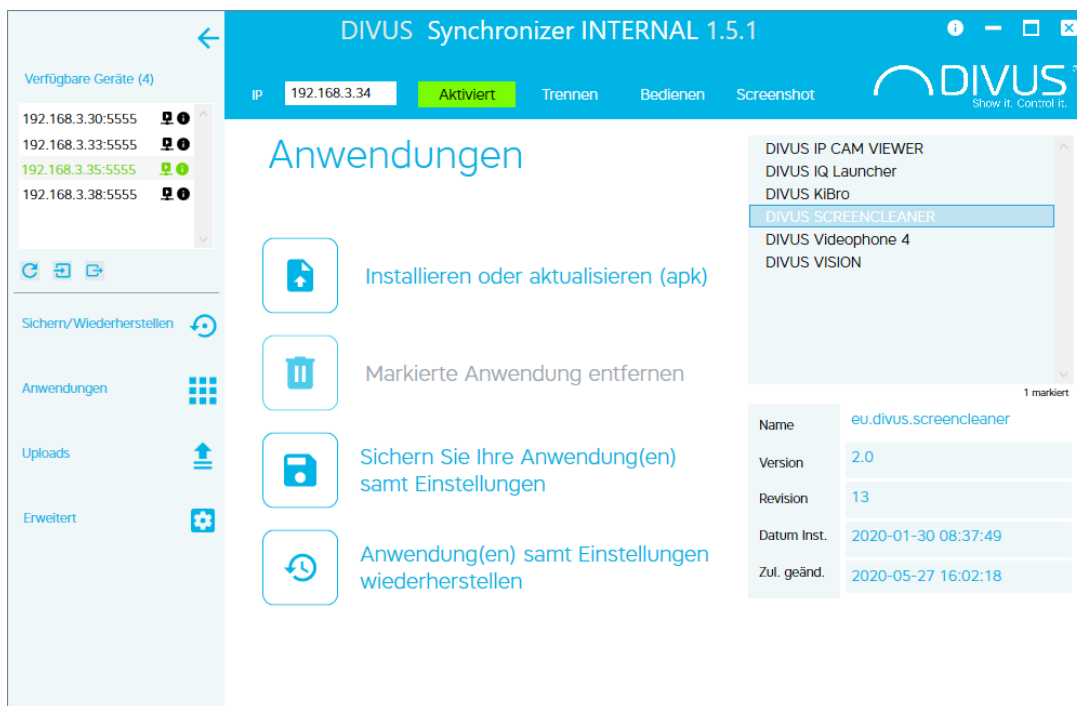 DIVUS Synchronizer INTERNAL 1.5.1
Verfügbare Geräte (4)
192.168.3.30:5555
192.168.3.33:5555
192.168.3.35:5555
192.168.3.38:5555
Sichern/Wiederherstellen
Anwendungen
Uploads
Erweitert
IP 192.168.3.34 Aktiviert Trennen Bedienen Screenshot
DIVUS
Show it. Control it.
Anwendungen
Installieren oder aktualisieren (apk)
Markierte Anwendung entfernen
Sichern Sie Ihre Anwendung(en)
samt Einstellungen
Anwendung(en) samt Einstellungen
wiederherstellen
DIVUS IP CAM VIEWER
DIVUS IQ Launcher
DIVUS KiBro
DIVUS SCREENCLEANER
DIVUS Videophone 4
DIVUS VISION
1 markiert
Name eu.divus.screencleaner
Version 2.0
Revision 13
Datum Inst. 2020-01-30 08:37:49
Zul. geänd. 2020-05-27 16:02:18